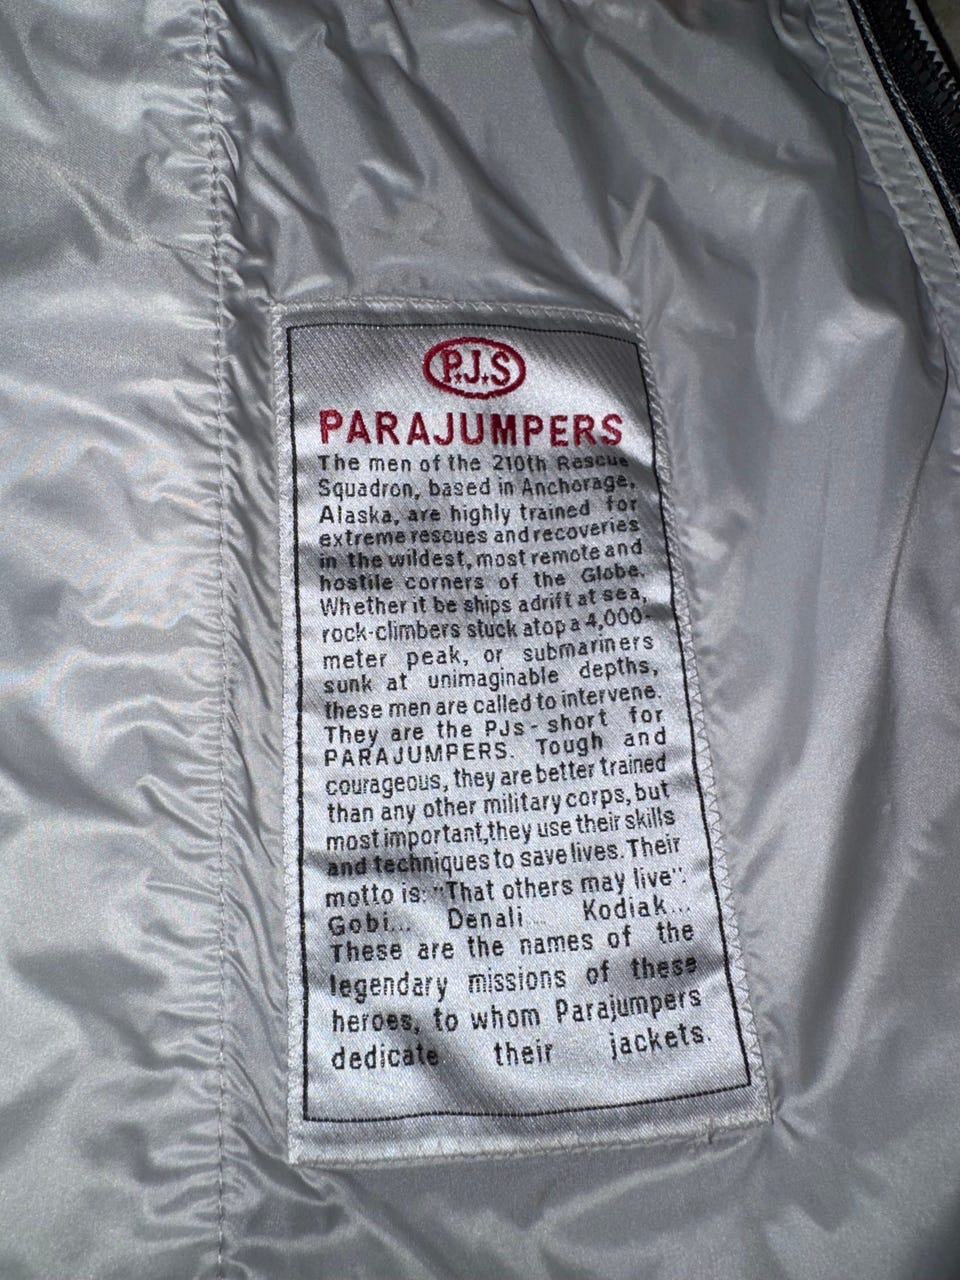 P.J.S
PARAJUMPERS
The men of the 210th Rescue
Squadron, based in Anchorage,
Alaska, are highly trained for
extreme rescues and recoveries
in the wildest, most remote and
hostile corners of the Globe.
Whether it be ships adrift at sea,
rock-climbers stuck atop a 4,000-
meter peak, or submariners
sunk at unimaginable depths,
these men are called to intervene.
They are the PJs - short for
PARAJUMPERS. Tough and
courageous, they are better trained
than any other military corps, but
most important, they use their skills
and techniques to save lives. Their
motto is: "That others may live".
Gobi... Denali... Kodiak...
These are the names of the
legendary missions of these
heroes, to whom Parajumpers
dedicate their jackets.